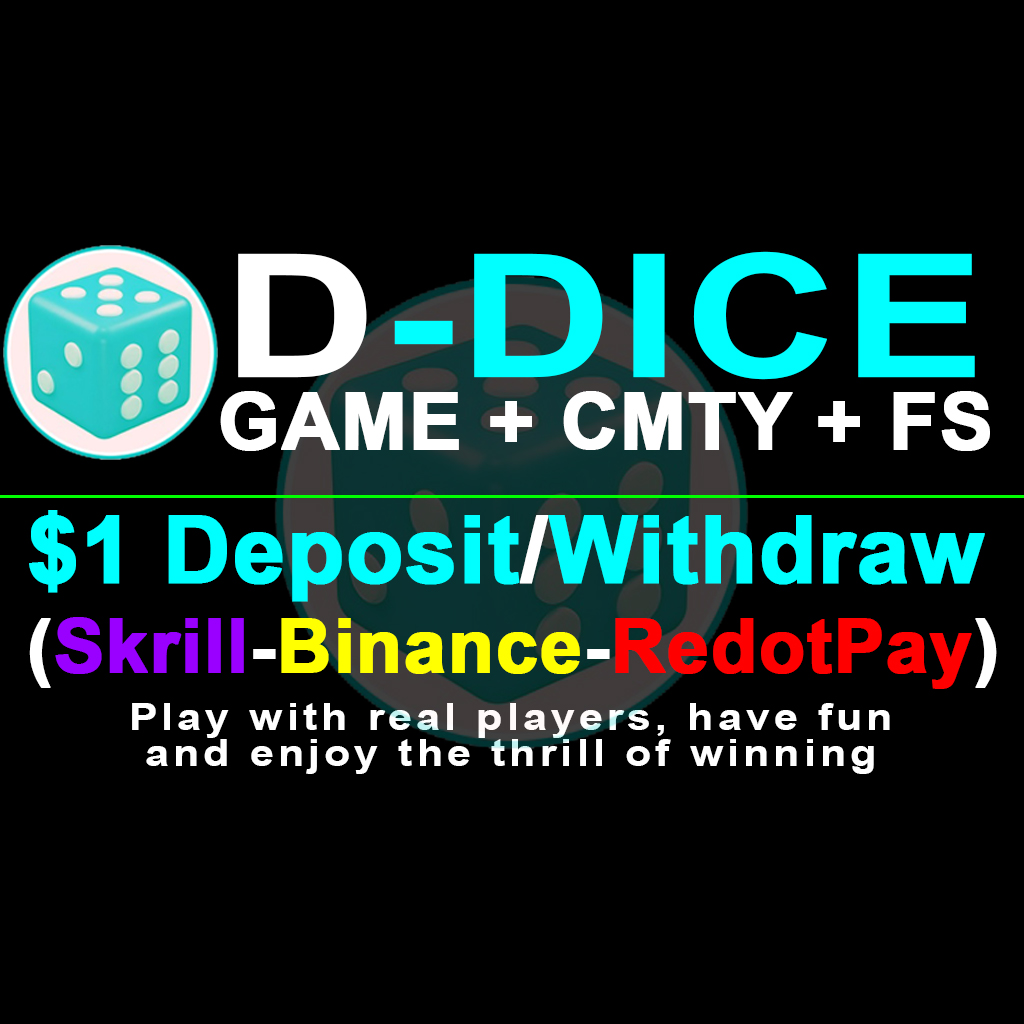 D-DICE
GAME + CMTY + FS
$1 Deposit/Withdraw
(Skrill-Binance-RedotPay)
Play with real players, have fun
and enjoy the thrill of winning